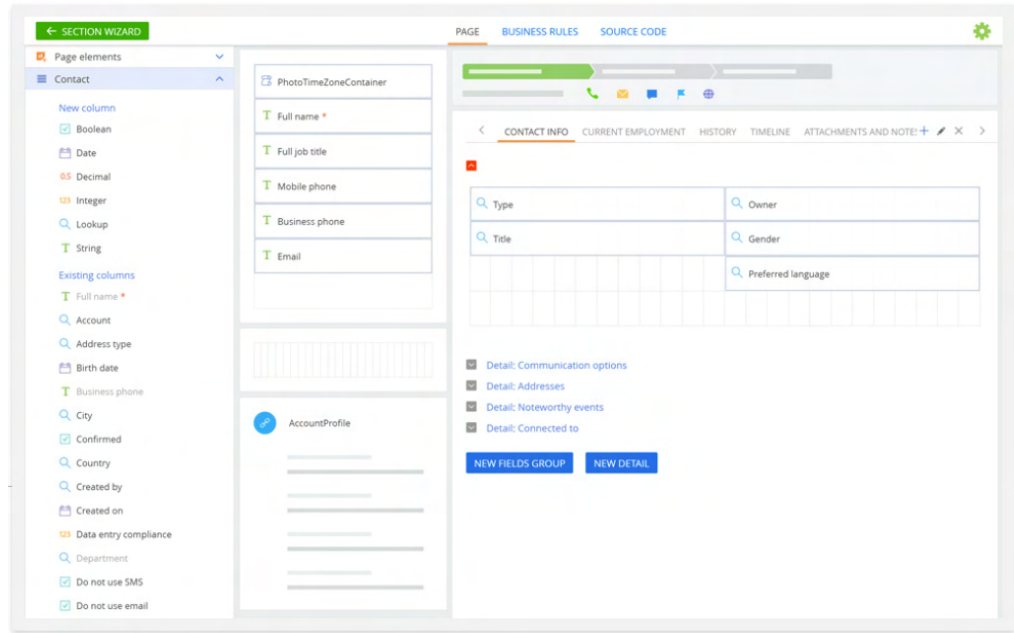 ← SECTION WIZARD
PAGE BUSINESS RULES SOURCE CODE
Page elements
Contact
New column
Boolean
Date
0.5 Decimal
123 Integer
Lookup
T String
Existing columns
T Full name *
Account
Address type
Birth date
T Business phone
City
Confirmed
Country
Created by
Created on
123 Data entry compliance
Department
Do not use SMS
Do not use email
PhotoTimeZoneContainer
T Full name *
T Full job title
T Mobile phone
T Business phone
T Email
AccountProfile
CONTACT INFO CURRENT EMPLOYMENT HISTORY TIMELINE ATTACHMENTS AND NOTES
Type Owner
Title Gender
Preferred language
Detail: Communication options
Detail: Addresses
Detail: Noteworthy events
Detail: Connected to
NEW FIELDS GROUP NEW DETAIL